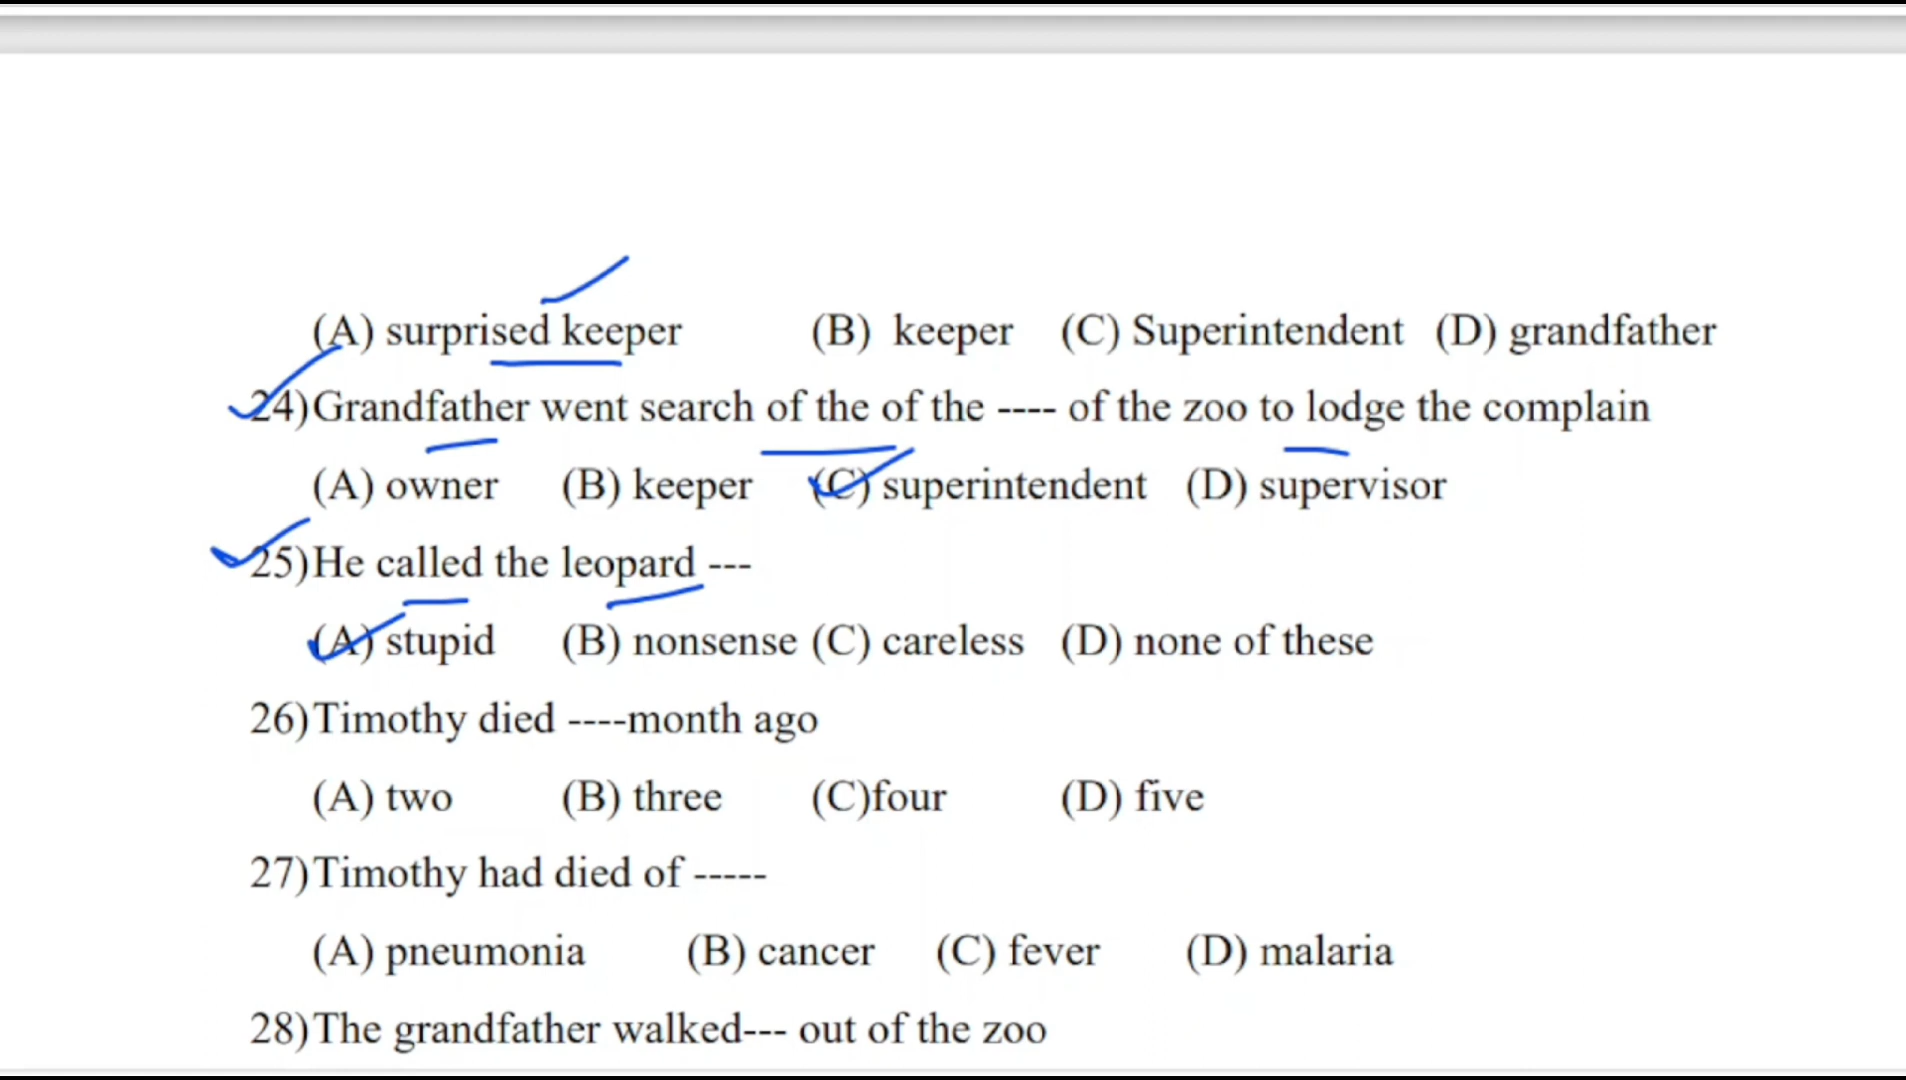 (A) surprised keeper (B) keeper (C) Superintendent (D) grandfather
24)Grandfather went search of the of the ---- of the zoo to lodge the complain
(A) owner (B) keeper (C) superintendent (D) supervisor
25)He called the leopard ---
(A) stupid (B) nonsense (C) careless (D) none of these
26)Timothy died ----month ago
(A) two (B) three (C)four (D) five
27)Timothy had died of -----
(A) pneumonia (B) cancer (C) fever (D) malaria
28)The grandfather walked--- out of the zoo